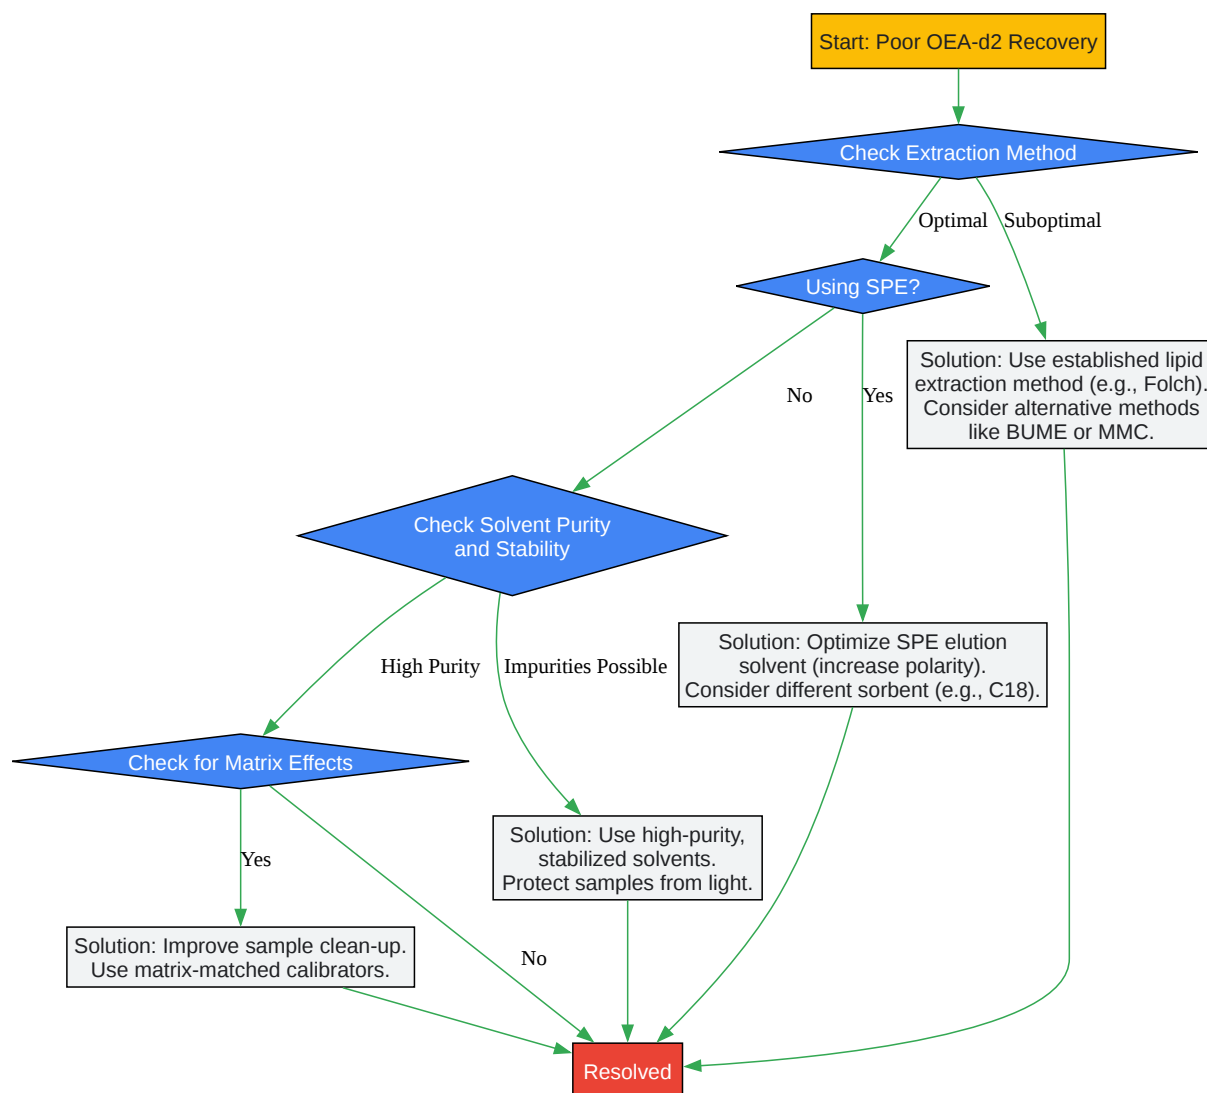 Start: Poor OEA-d2 Recovery
Check Extraction Method
Optimal
Suboptimal
Using SPE?
Solution: Use established lipid
extraction method (e.g., Folch).
Consider alternative methods
like BUME or MMC.
No
Yes
Check Solvent Purity
and Stability
Solution: Optimize SPE elution
solvent (increase polarity).
Consider different sorbent (e.g., C18).
High Purity
Impurities Possible
Check for Matrix Effects
Solution: Use high-purity,
stabilized solvents.
Protect samples from light.
Yes
No
Solution: Improve sample clean-up.
Use matrix-matched calibrators.
Resolved